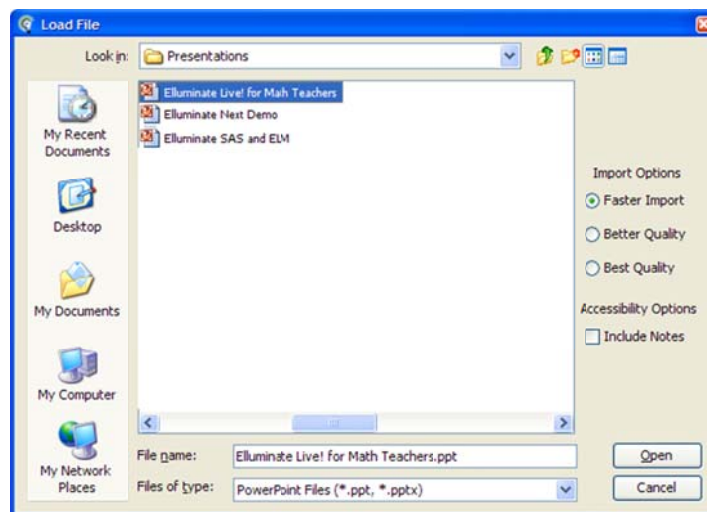 Load File
Look in:
Presentations
My Recent
Documents
Desktop
My Documents
My Computer
My Network
Places
Elluminate Live! for Math Teachers
Elluminate Next Demo
Elluminate SAS and ELM
Import Options
Faster Import
Better Quality
Best Quality
Accessibility Options
Include Notes
File name:
Elluminate Live! for Math Teachers.ppt
Open
Files of type:
PowerPoint Files (*.ppt, *.pptx)
Cancel